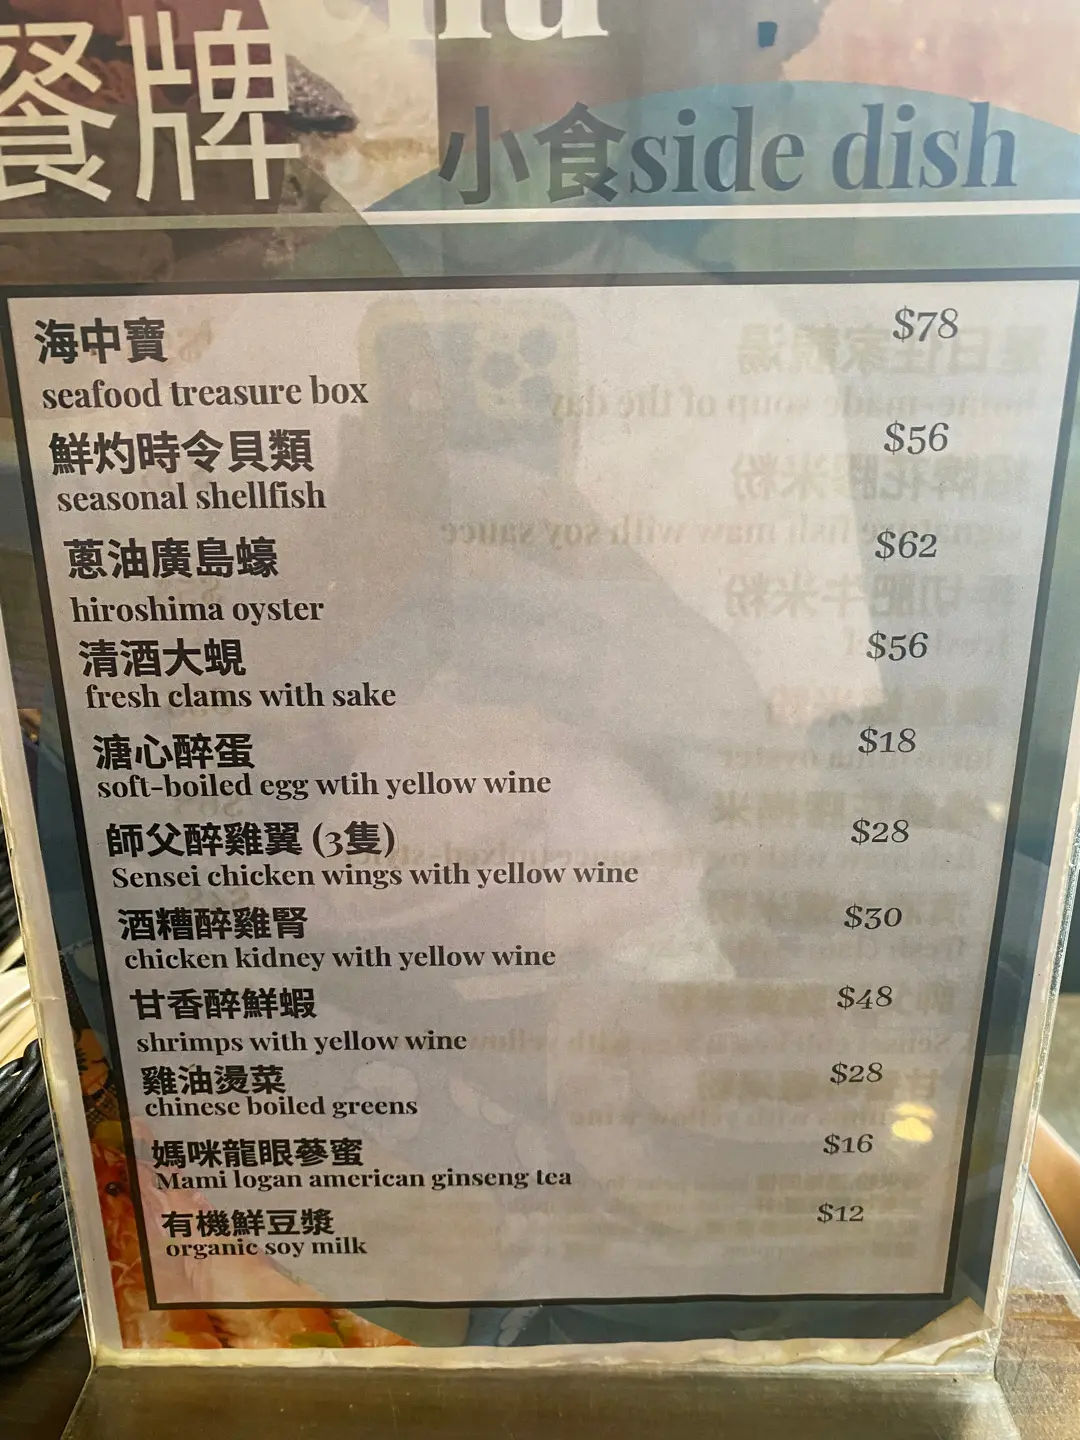 餐牌
小食side dish
海中寶 $78
seafood treasure box
鮮灼時令貝類 $56
seasonal shellfish
蔥油廣島蠔 $62
hiroshima oyster
清酒大蜆 $56
fresh clams with sake
溏心醉蛋 $18
soft-boiled egg wtih yellow wine
師父醉雞翼 (3隻) $28
Sensei chicken wings with yellow wine
酒糟醉雞腎 $30
chicken kidney with yellow wine
甘香醉鮮蝦 $48
shrimps with yellow wine
雞油燙菜 $28
chinese boiled greens
媽咪龍眼蔘蜜 $16
Mami logan american ginseng tea
有機鮮豆漿 $12
organic soy milk